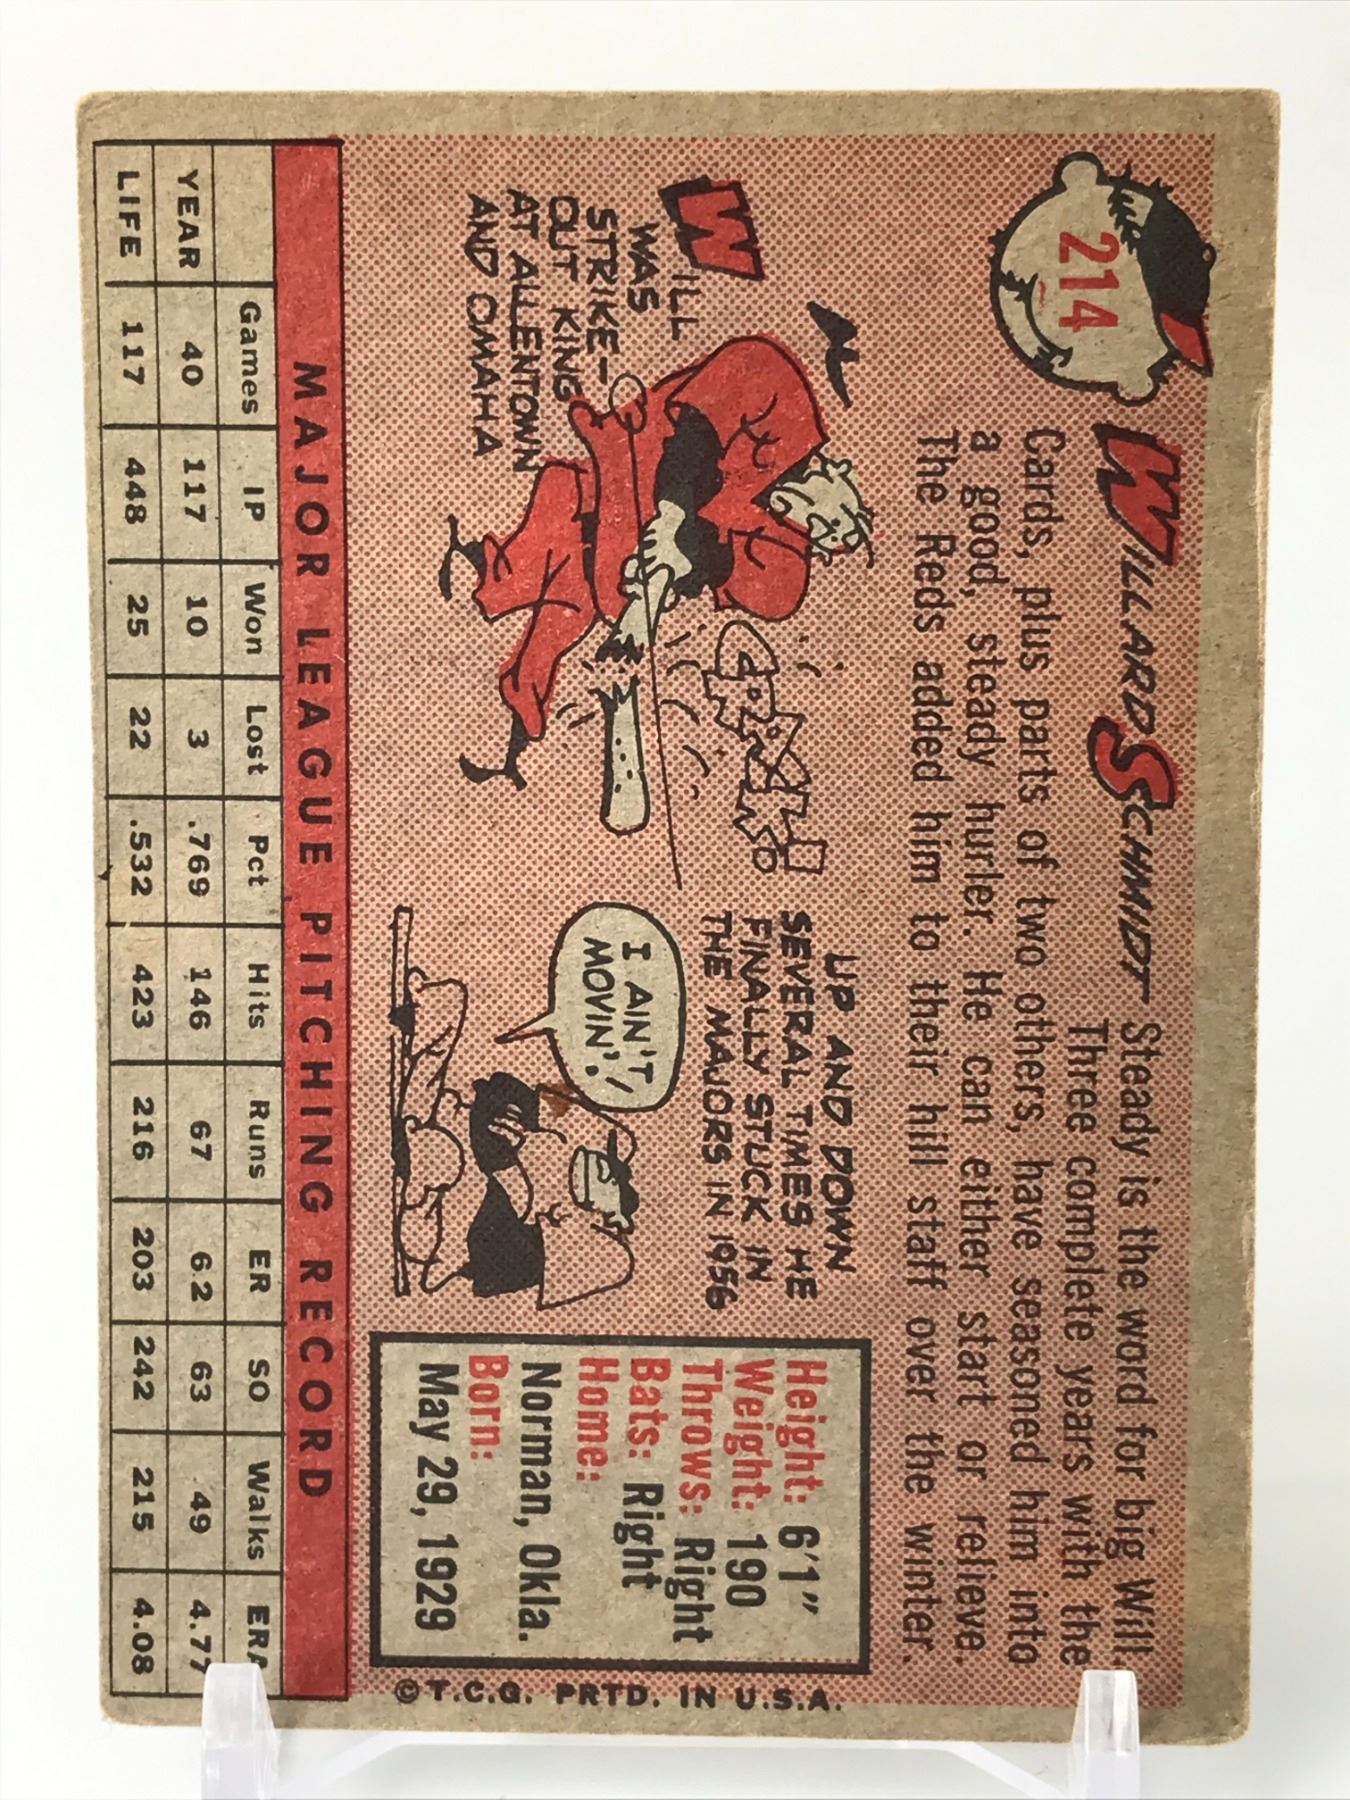 214
WILLARD SCHMIDT Steady is the word for big Will.
Three complete years with the
Cards, plus parts of two others, have seasoned him into
a good, steady hurler. He can either start or relieve.
The Reds added him to their hill staff over the winter.
WILL
WAS
STRIKE-
OUT KING
AT ALLENTOWN
AND OMAHA
CRACK!
UP AND DOWN
SEVERAL TIMES HE
FINALLY STUCK IN
THE MAJORS IN 1956
I AIN'T
MOVIN'!
Height: 6'1"
Weight: 190
Throws: Right
Bats: Right
Home:
Norman, Okla.
Born:
May 29, 1929
©T.C.G. PRTD. IN U.S.A.
MAJOR LEAGUE PITCHING RECORD
Games IP Won Lost Pct Hits Runs ER SO Walks ERA
YEAR 40 117 10 3 .769 146 67 62 63 49 4.77
LIFE 117 448 25 22 .532 423 216 203 242 215 4.08